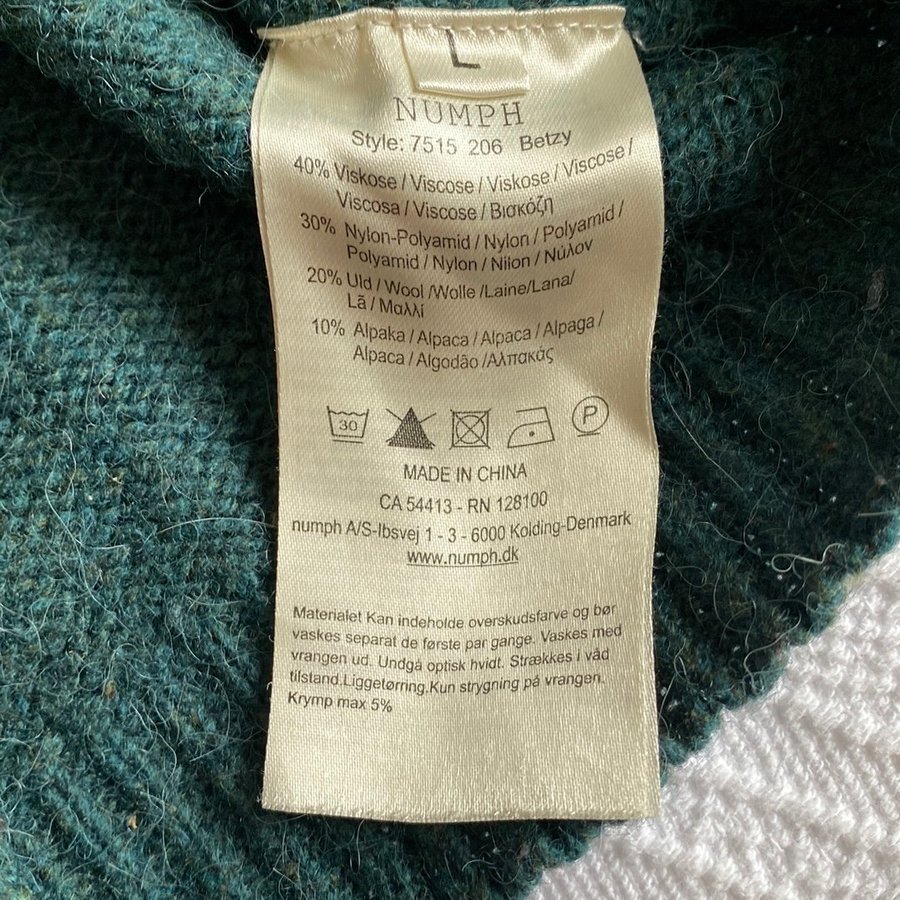 L
NUMPH
Style: 7515 206 Betzy
40% Viskose / Viscose / Viskose / Viscose /
Viscosa / Viscose / Βισκόζη
30% Nylon-Polyamid / Nylon / Polyamid /
Polyamid / Nylon / Nilon / Νύλον
20% Uld / Wool /Wolle /Laine/Lana/
Lã / Μαλλί
10% Alpaka / Alpaca / Alpaca / Alpaga /
Alpaca / Algodão /Αλπακάς
30 P
MADE IN CHINA
CA 54413 - RN 128100
numph A/S-Ibsvej 1 - 3 - 6000 Kolding-Denmark
www.numph.dk
Materialet Kan indeholde overskudsfarve og bør
vaskes separat de første par gange. Vaskes med
vrangen ud. Undgå optisk hvidt. Strækkes i våd
tilstand.Liggetørring.Kun strygning på vrangen.
Krymp max 5%